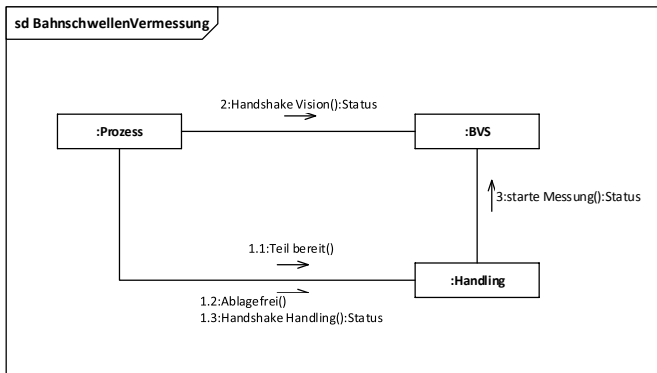 sd BahnschwellenVermessung
2:Handshake Vision():Status
:Prozess
:BVS
3:starte Messung():Status
1.1:Teil bereit()
:Handling
1.2:Ablagefrei()
1.3:Handshake Handling():Status